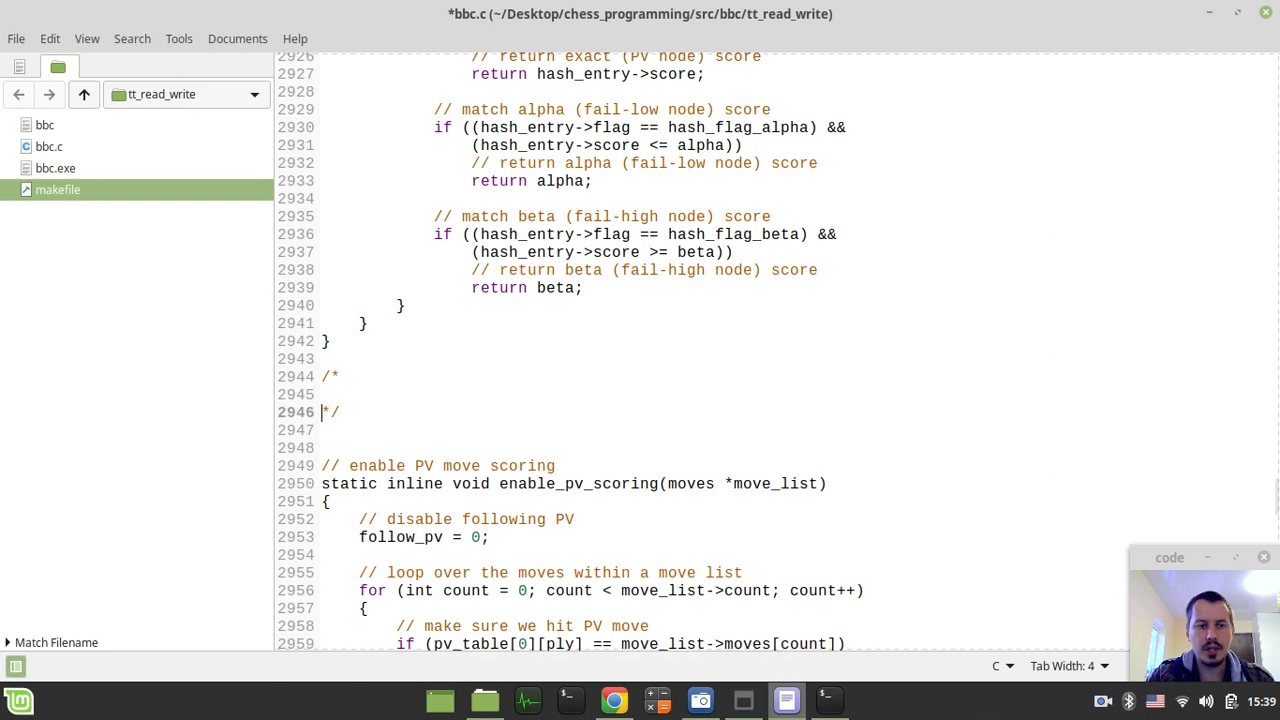 *bbc.c (~/Desktop/chess_programming/src/bbc/tt_read_write)
File Edit View Search Tools Documents Help
tt_read_write
bbc
bbc.c
bbc.exe
makefile
Match Filename
2926 // return exact (PV node) score
2927 return hash_entry->score;
2928
2929 // match alpha (fail-low node) score
2930 if ((hash_entry->flag == hash_flag_alpha) &&
2931 (hash_entry->score <= alpha))
2932 // return alpha (fail-low node) score
2933 return alpha;
2934
2935 // match beta (fail-high node) score
2936 if ((hash_entry->flag == hash_flag_beta) &&
2937 (hash_entry->score >= beta))
2938 // return beta (fail-high node) score
2939 return beta;
2940 }
2941 }
2942 }
2943
2944 /*
2945
2946 */
2947
2948
2949 // enable PV move scoring
2950 static inline void enable_pv_scoring(moves *move_list)
2951 {
2952 // disable following PV
2953 follow_pv = 0;
2954
2955 // loop over the moves within a move list
2956 for (int count = 0; count < move_list->count; count++)
2957 {
2958 // make sure we hit PV move
2959 if (pv_table[0][ply] == move_list->moves[count])
code
C Tab Width: 4
15:39